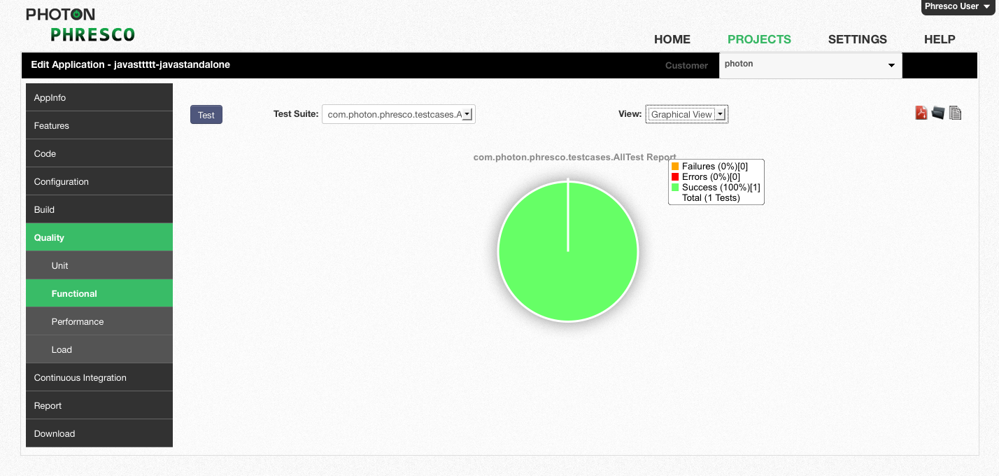 PHOTON
PHRESCO
Phresco User
HOME
PROJECTS
SETTINGS
HELP
Edit Application - javasttttt-javastandalone
Customer
photon
AppInfo
Features
Code
Configuration
Build
Quality
Unit
Functional
Performance
Load
Continuous Integration
Report
Download
Test
Test Suite:
com.photon.phresco.testcases.A
View:
Graphical View
com.photon.phresco.testcases.AllTest Report
Failures (0%)[0]
Errors (0%)[0]
Success (100%)[1]
Total (1 Tests)